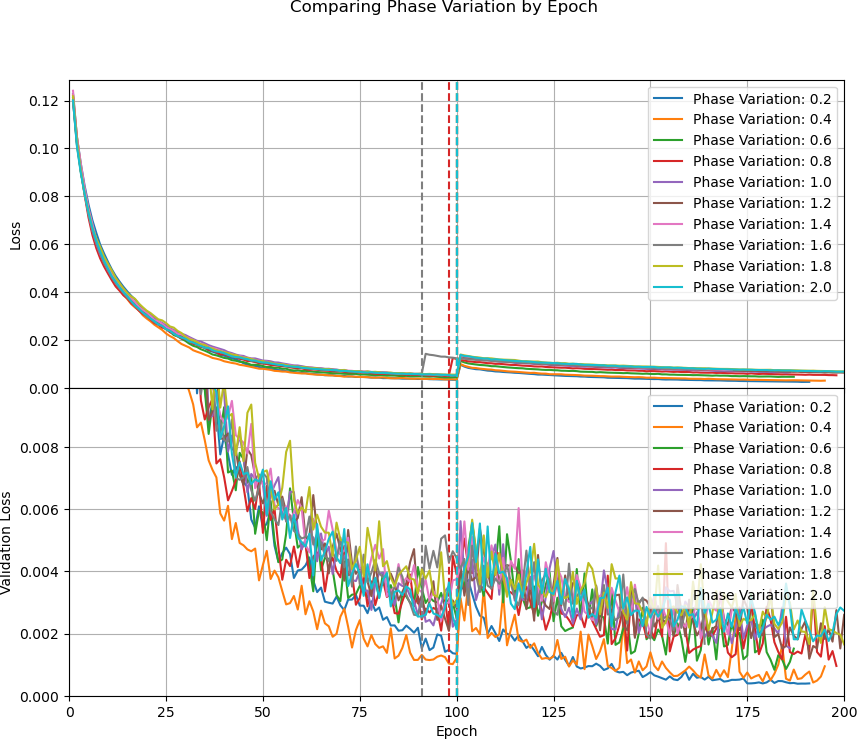 Comparing Phase Variation by Epoch
0.12
0.10
0.08
0.06
0.04
0.02
0.00
Loss
Phase Variation: 0.2
Phase Variation: 0.4
Phase Variation: 0.6
Phase Variation: 0.8
Phase Variation: 1.0
Phase Variation: 1.2
Phase Variation: 1.4
Phase Variation: 1.6
Phase Variation: 1.8
Phase Variation: 2.0
0.008
0.006
0.004
0.002
0.000
Validation Loss
Phase Variation: 0.2
Phase Variation: 0.4
Phase Variation: 0.6
Phase Variation: 0.8
Phase Variation: 1.0
Phase Variation: 1.2
Phase Variation: 1.4
Phase Variation: 1.6
Phase Variation: 1.8
Phase Variation: 2.0
0 25 50 75 100 125 150 175 200
Epoch